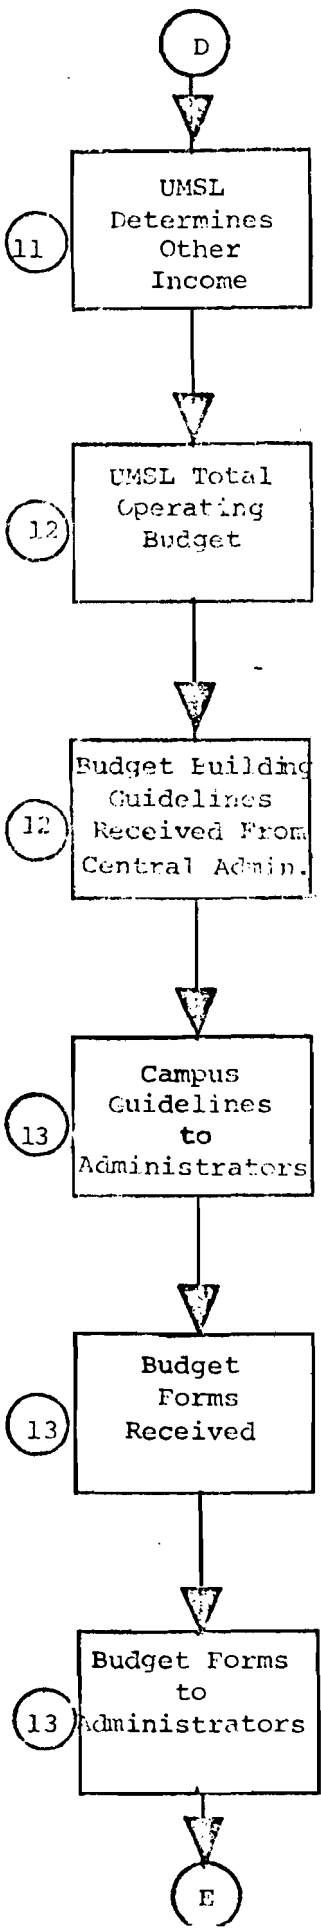 D
UMSL
Determines
Other
Income
11
UMSL Total
Operating
Budget
12
Budget Building
Guidelines
Received From
Central Admin.
12
Campus
Guidelines
to
Administrators
13
Budget
Forms
Received
13
Budget Forms
to
Administrators
13
E